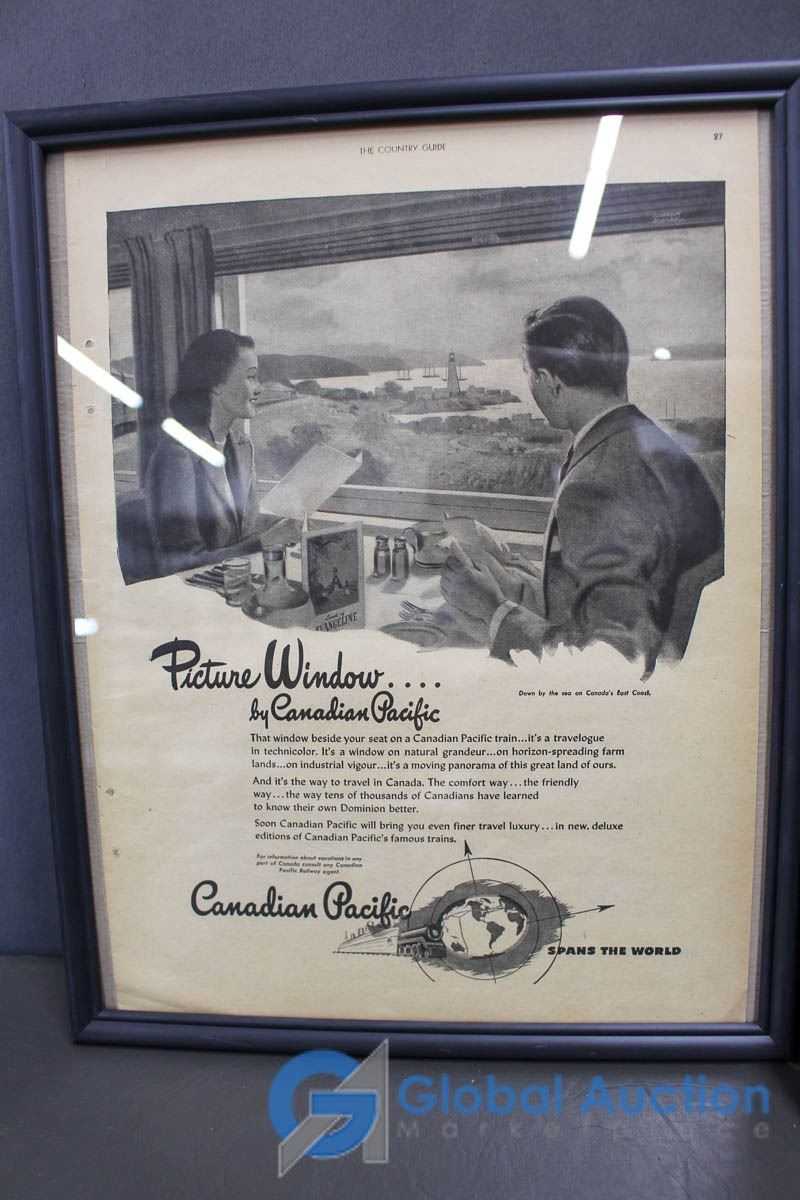 THE COUNTRY GUIDE
27
Land of
EVANGELINE
Down by the sea on Canada's East Coast.
Picture Window....
by Canadian Pacific
That window beside your seat on a Canadian Pacific train...it's a travelogue
in technicolor. It's a window on natural grandeur...on horizon-spreading farm
lands...on industrial vigour...it's a moving panorama of this great land of ours.
And it's the way to travel in Canada. The comfort way...the friendly
way...the way tens of thousands of Canadians have learned
to know their own Dominion better.
Soon Canadian Pacific will bring you even finer travel luxury...in new, deluxe
editions of Canadian Pacific's famous trains.
For information about vacations in any
part of Canada consult any Canadian
Pacific Railway agent.
Canadian Pacific
SPANS THE WORLD
GA Global Auction
Marketplace